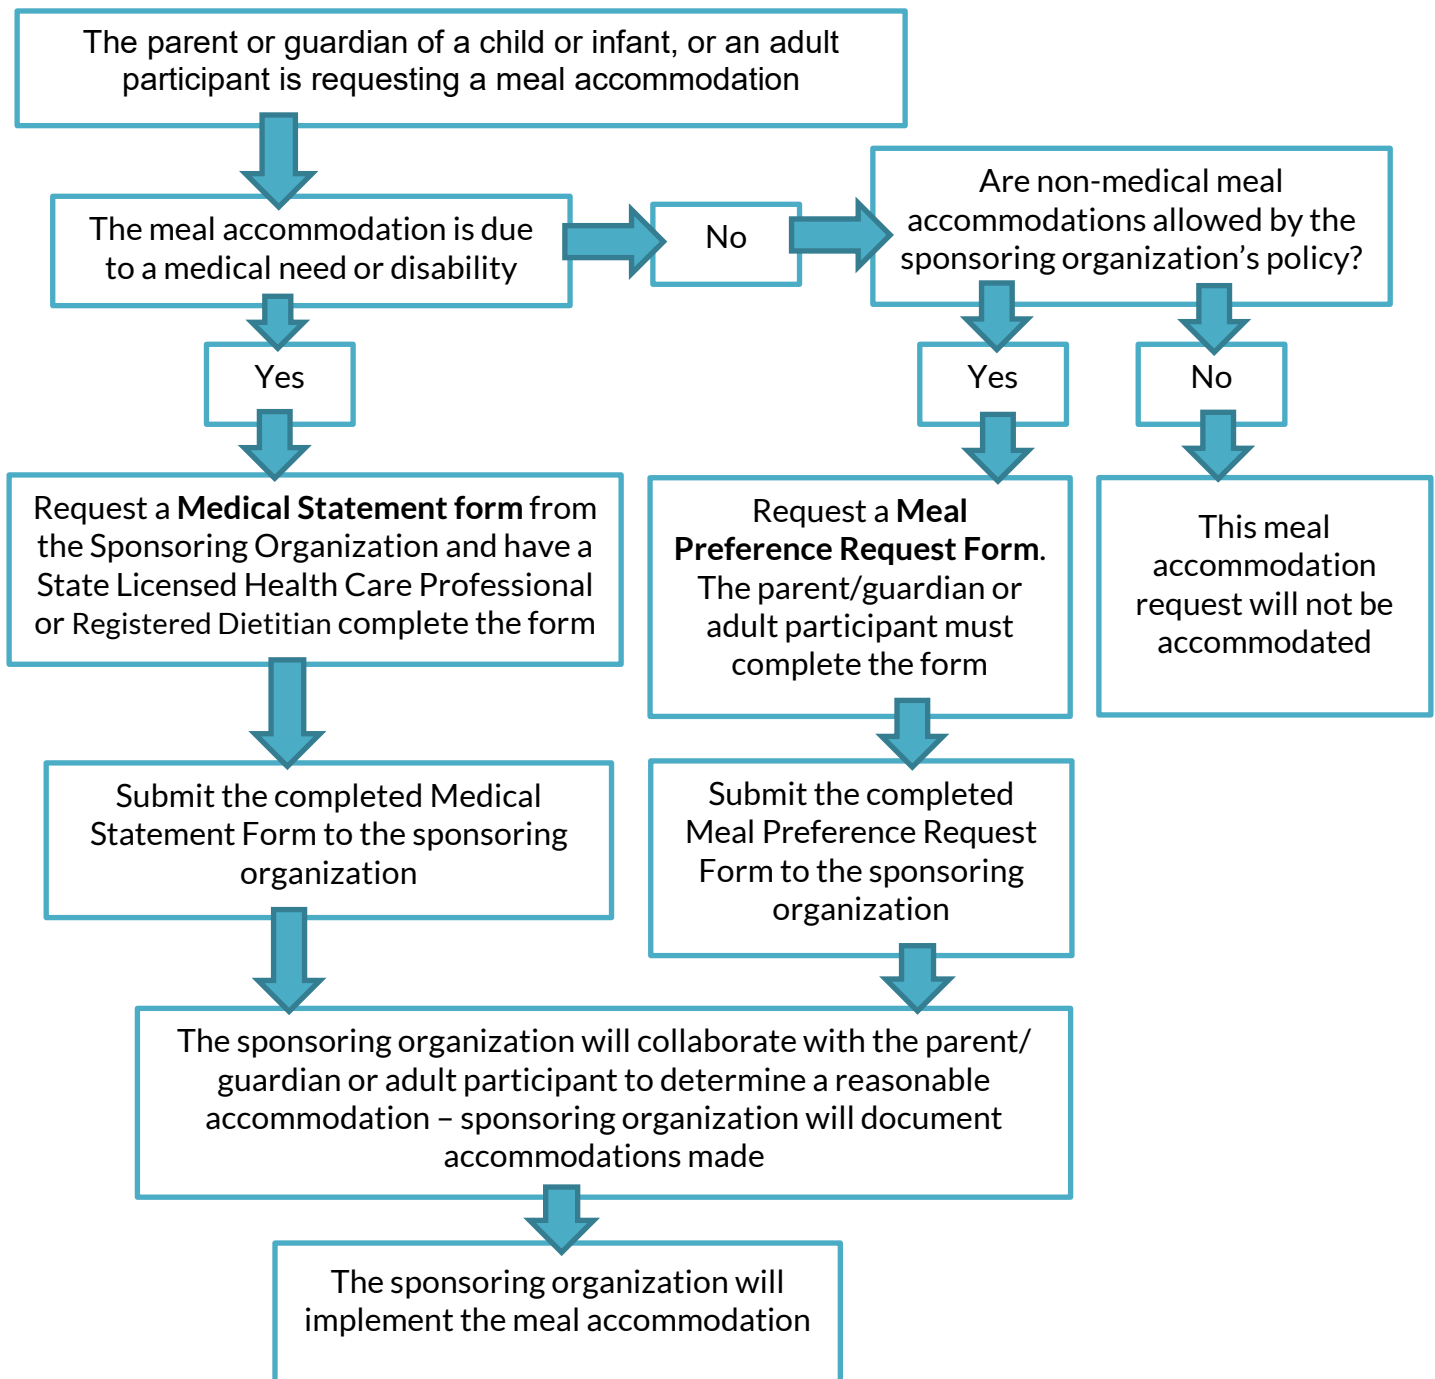 The parent or guardian of a child or infant, or an adult
participant is requesting a meal accommodation
The meal accommodation is due
to a medical need or disability
No
Are non-medical meal
accommodations allowed by the
sponsoring organization’s policy?
Yes
Yes
No
Request a Medical Statement form from
the Sponsoring Organization and have a
State Licensed Health Care Professional
or Registered Dietitian complete the form
Request a Meal
Preference Request Form.
The parent/guardian or
adult participant must
complete the form
This meal
accommodation
request will not be
accommodated
Submit the completed Medical
Statement Form to the sponsoring
organization
Submit the completed
Meal Preference Request
Form to the sponsoring
organization
The sponsoring organization will collaborate with the parent/
guardian or adult participant to determine a reasonable
accommodation – sponsoring organization will document
accommodations made
The sponsoring organization will
implement the meal accommodation